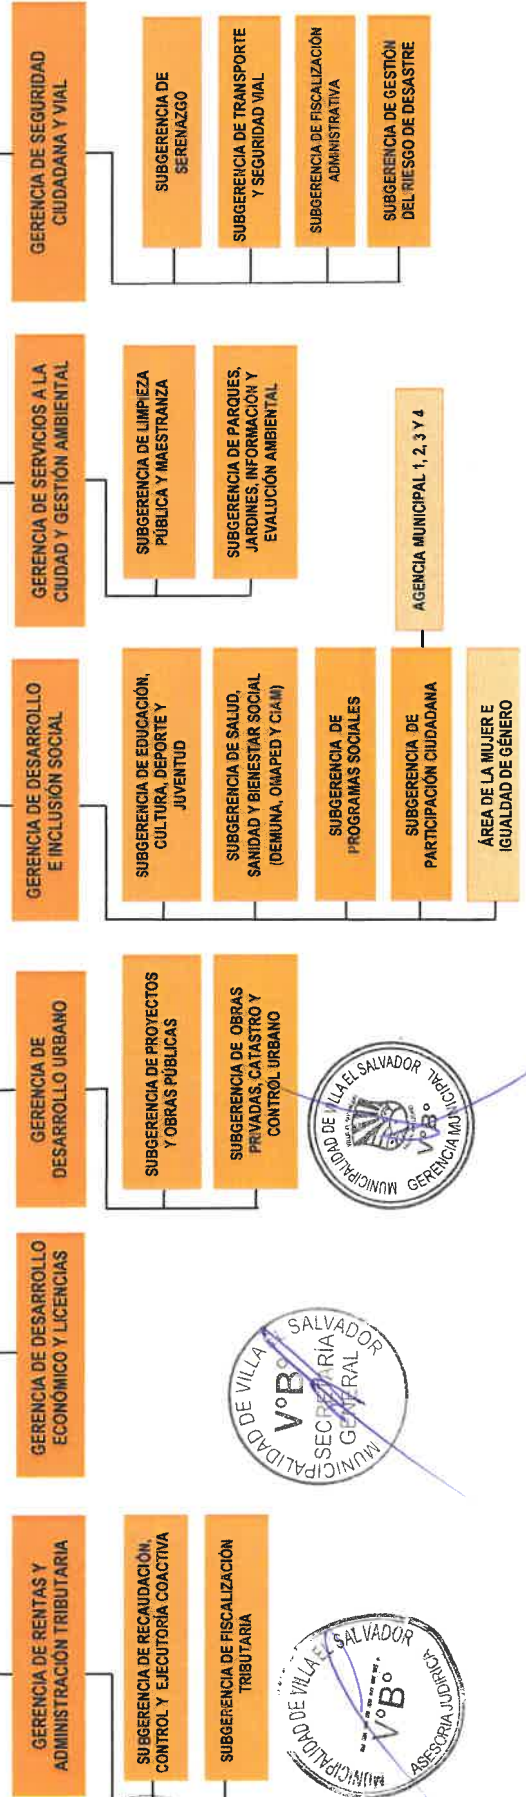 GERENCIA DE RENTAS Y
ADMINISTRACIÓN TRIBUTARIA
SUBGERENCIA DE RECAUDACIÓN,
CONTROL Y EJECUTORÍA COACTIVA
SUBGERENCIA DE FISCALIZACIÓN
TRIBUTARIA
MUNICIPALIDAD DE VILLA EL SALVADOR
V°B°
ASESORIA JUDIRICA
GERENCIA DE DESARROLLO
ECONÓMICO Y LICENCIAS
MUNICIPALIDAD DE VILLA EL SALVADOR
V°B°
SECRETARÍA
GENERAL
GERENCIA DE
DESARROLLO URBANO
SUBGERENCIA DE PROYECTOS
Y OBRAS PÚBLICAS
SUBGERENCIA DE OBRAS
PRIVADAS, CATASTRO Y
CONTROL URBANO
MUNICIPALIDAD DE VILLA EL SALVADOR
V°B°
GERENCIA MUNICIPAL
GERENCIA DE DESARROLLO
E INCLUSIÓN SOCIAL
SUBGERENCIA DE EDUCACIÓN,
CULTURA, DEPORTE Y
JUVENTUD
SUBGERENCIA DE SALUD,
SANIDAD Y BIENESTAR SOCIAL
(DEMUNA, OMAPED Y CIAM)
SUBGERENCIA DE
PROGRAMAS SOCIALES
SUBGERENCIA DE
PARTICIPACIÓN CIUDADANA
AGENCIA MUNICIPAL 1, 2, 3 Y 4
ÁREA DE LA MUJER E
IGUALDAD DE GÉNERO
GERENCIA DE SERVICIOS A LA
CIUDAD Y GESTIÓN AMBIENTAL
SUBGERENCIA DE LIMPIEZA
PÚBLICA Y MAESTRANZA
SUBGERENCIA DE PARQUES,
JARDINES, INFORMACIÓN Y
EVALUCIÓN AMBIENTAL
GERENCIA DE SEGURIDAD
CIUDADANA Y VIAL
SUBGERENCIA DE
SERENAZGO
SUBGERENCIA DE TRANSPORTE
Y SEGURIDAD VIAL
SUBGERENCIA DE FISCALIZACIÓN
ADMINISTRATIVA
SUBGERENCIA DE GESTIÓN
DEL RIESGO DE DESASTRE